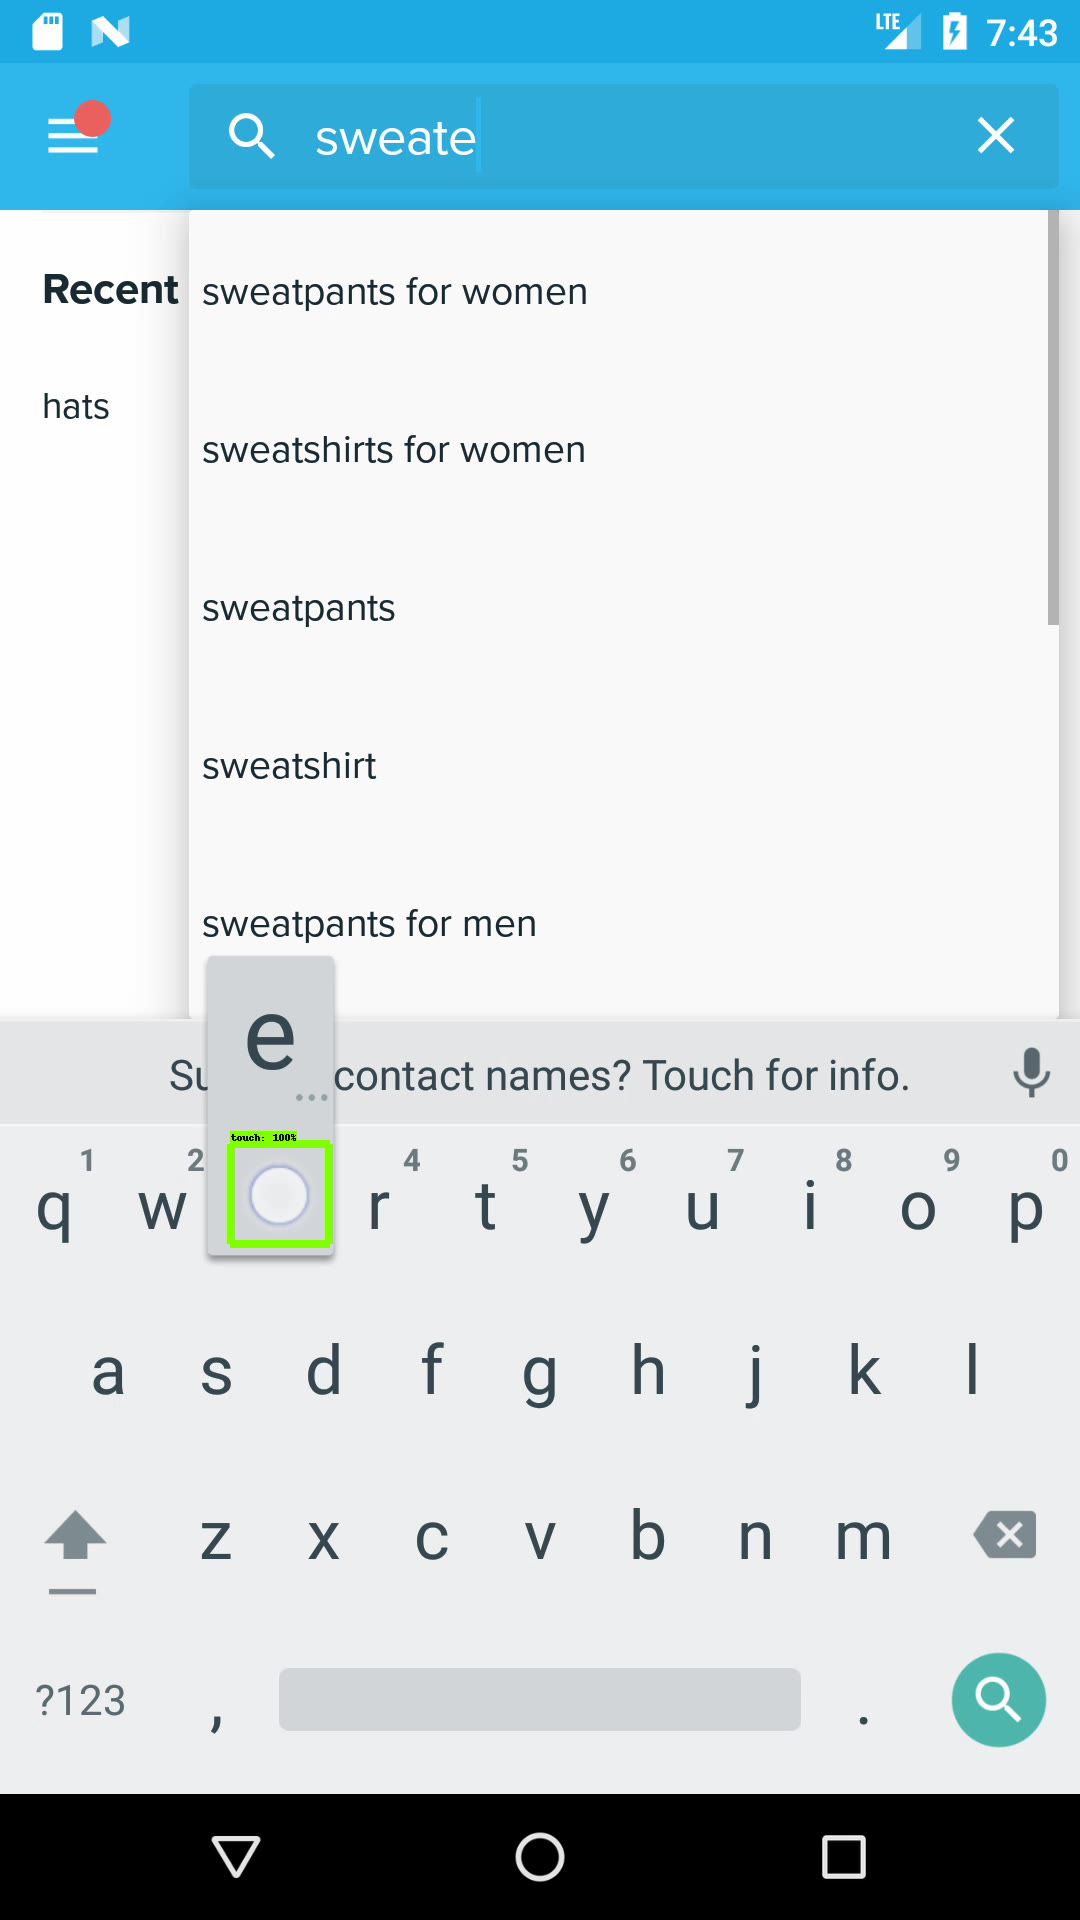 LTE 7:43
sweate
Recent
sweatpants for women
hats
sweatshirts for women
sweatpants
sweatshirt
sweatpants for men
e
contact names? Touch for info.
touch: 100%
1 2 4 5 6 7 8 9 0
q w r t y u i o p
a s d f g h j k l
z x c v b n m
?123 , .